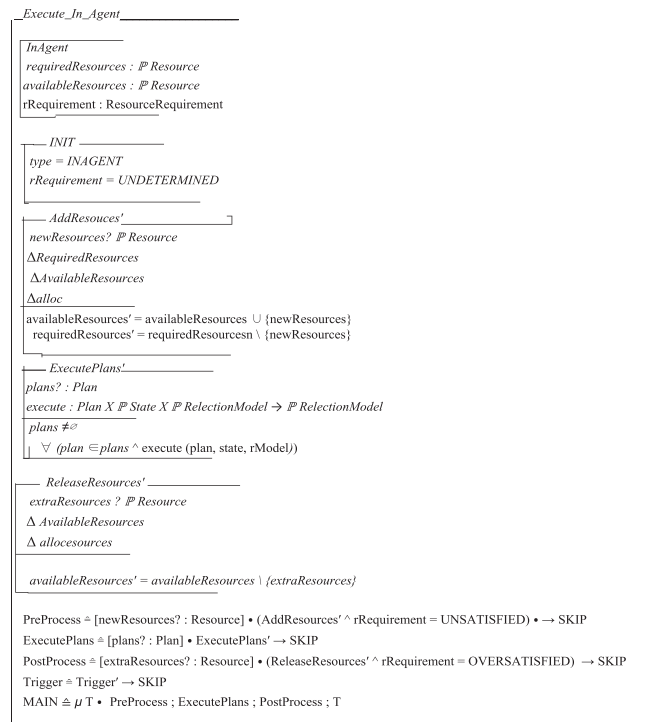 Execute_In_Agent
InAgent
requiredResources : ℙ Resource
availableResources : ℙ Resource
rRequirement : ResourceRequirement
INIT
type = INAGENT
rRequirement = UNDETERMINED
AddResouces'
newResources? ℙ Resource
ΔRequiredResources
ΔAvailableResources
Δalloc
availableResources' = availableResources ∪ {newResources}
requiredResources' = requiredResourcesn \ {newResources}
ExecutePlans'
plans? : Plan
execute : Plan X ℙ State X ℙ RelectionModel → ℙ RelectionModel
plans ≠∅
∀ (plan ∈plans ^ execute (plan, state, rModel))
ReleaseResources'
extraResources ? ℙ Resource
Δ AvailableResources
Δ allocesources
availableResources' = availableResources \ {extraResources}
PreProcess ≙ [newResources? : Resource] • (AddResources' ^ rRequirement = UNSATISFIED) • → SKIP
ExecutePlans ≙ [plans? : Plan] • ExecutePlans' → SKIP
PostProcess ≙ [extraResources? : Resource] • (ReleaseResources' ^ rRequirement = OVERSATISFIED) → SKIP
Trigger ≙ Trigger' → SKIP
MAIN ≙ μ T • PreProcess ; ExecutePlans ; PostProcess ; T